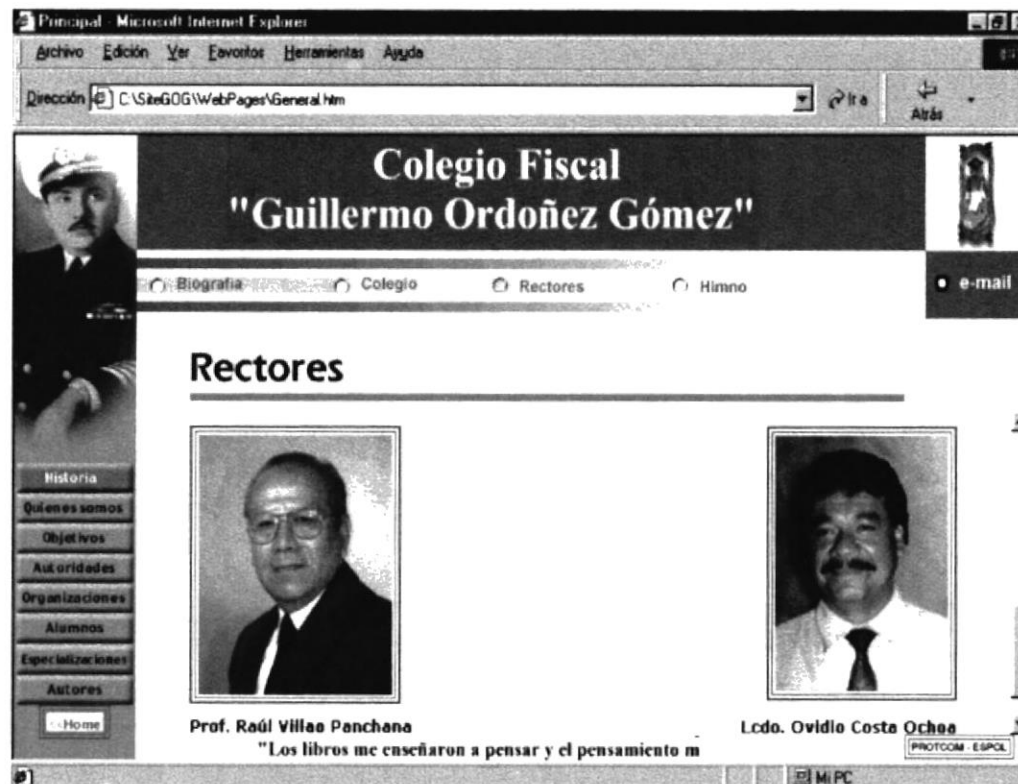 Principal - Microsoft Internet Explorer
Archivo Edición Ver Favoritos Herramientas Ayuda
Dirección C:\SiteGOG\WebPages\General.htm Ir a Atrás
Colegio Fiscal
"Guillermo Ordoñez Gómez"
Biografia Colegio Rectores Himno e-mail
Rectores
Historia
Quienes somos
Objetivos
Autoridades
Organizaciones
Alumnos
Especializaciones
Autores
<<Home
Prof. Raúl Villao Panchana Lcdo. Ovidio Costa Ochoa
"Los libros me enseñaron a pensar y el pensamiento m
PROTCOM - ESPOL
Mi PC